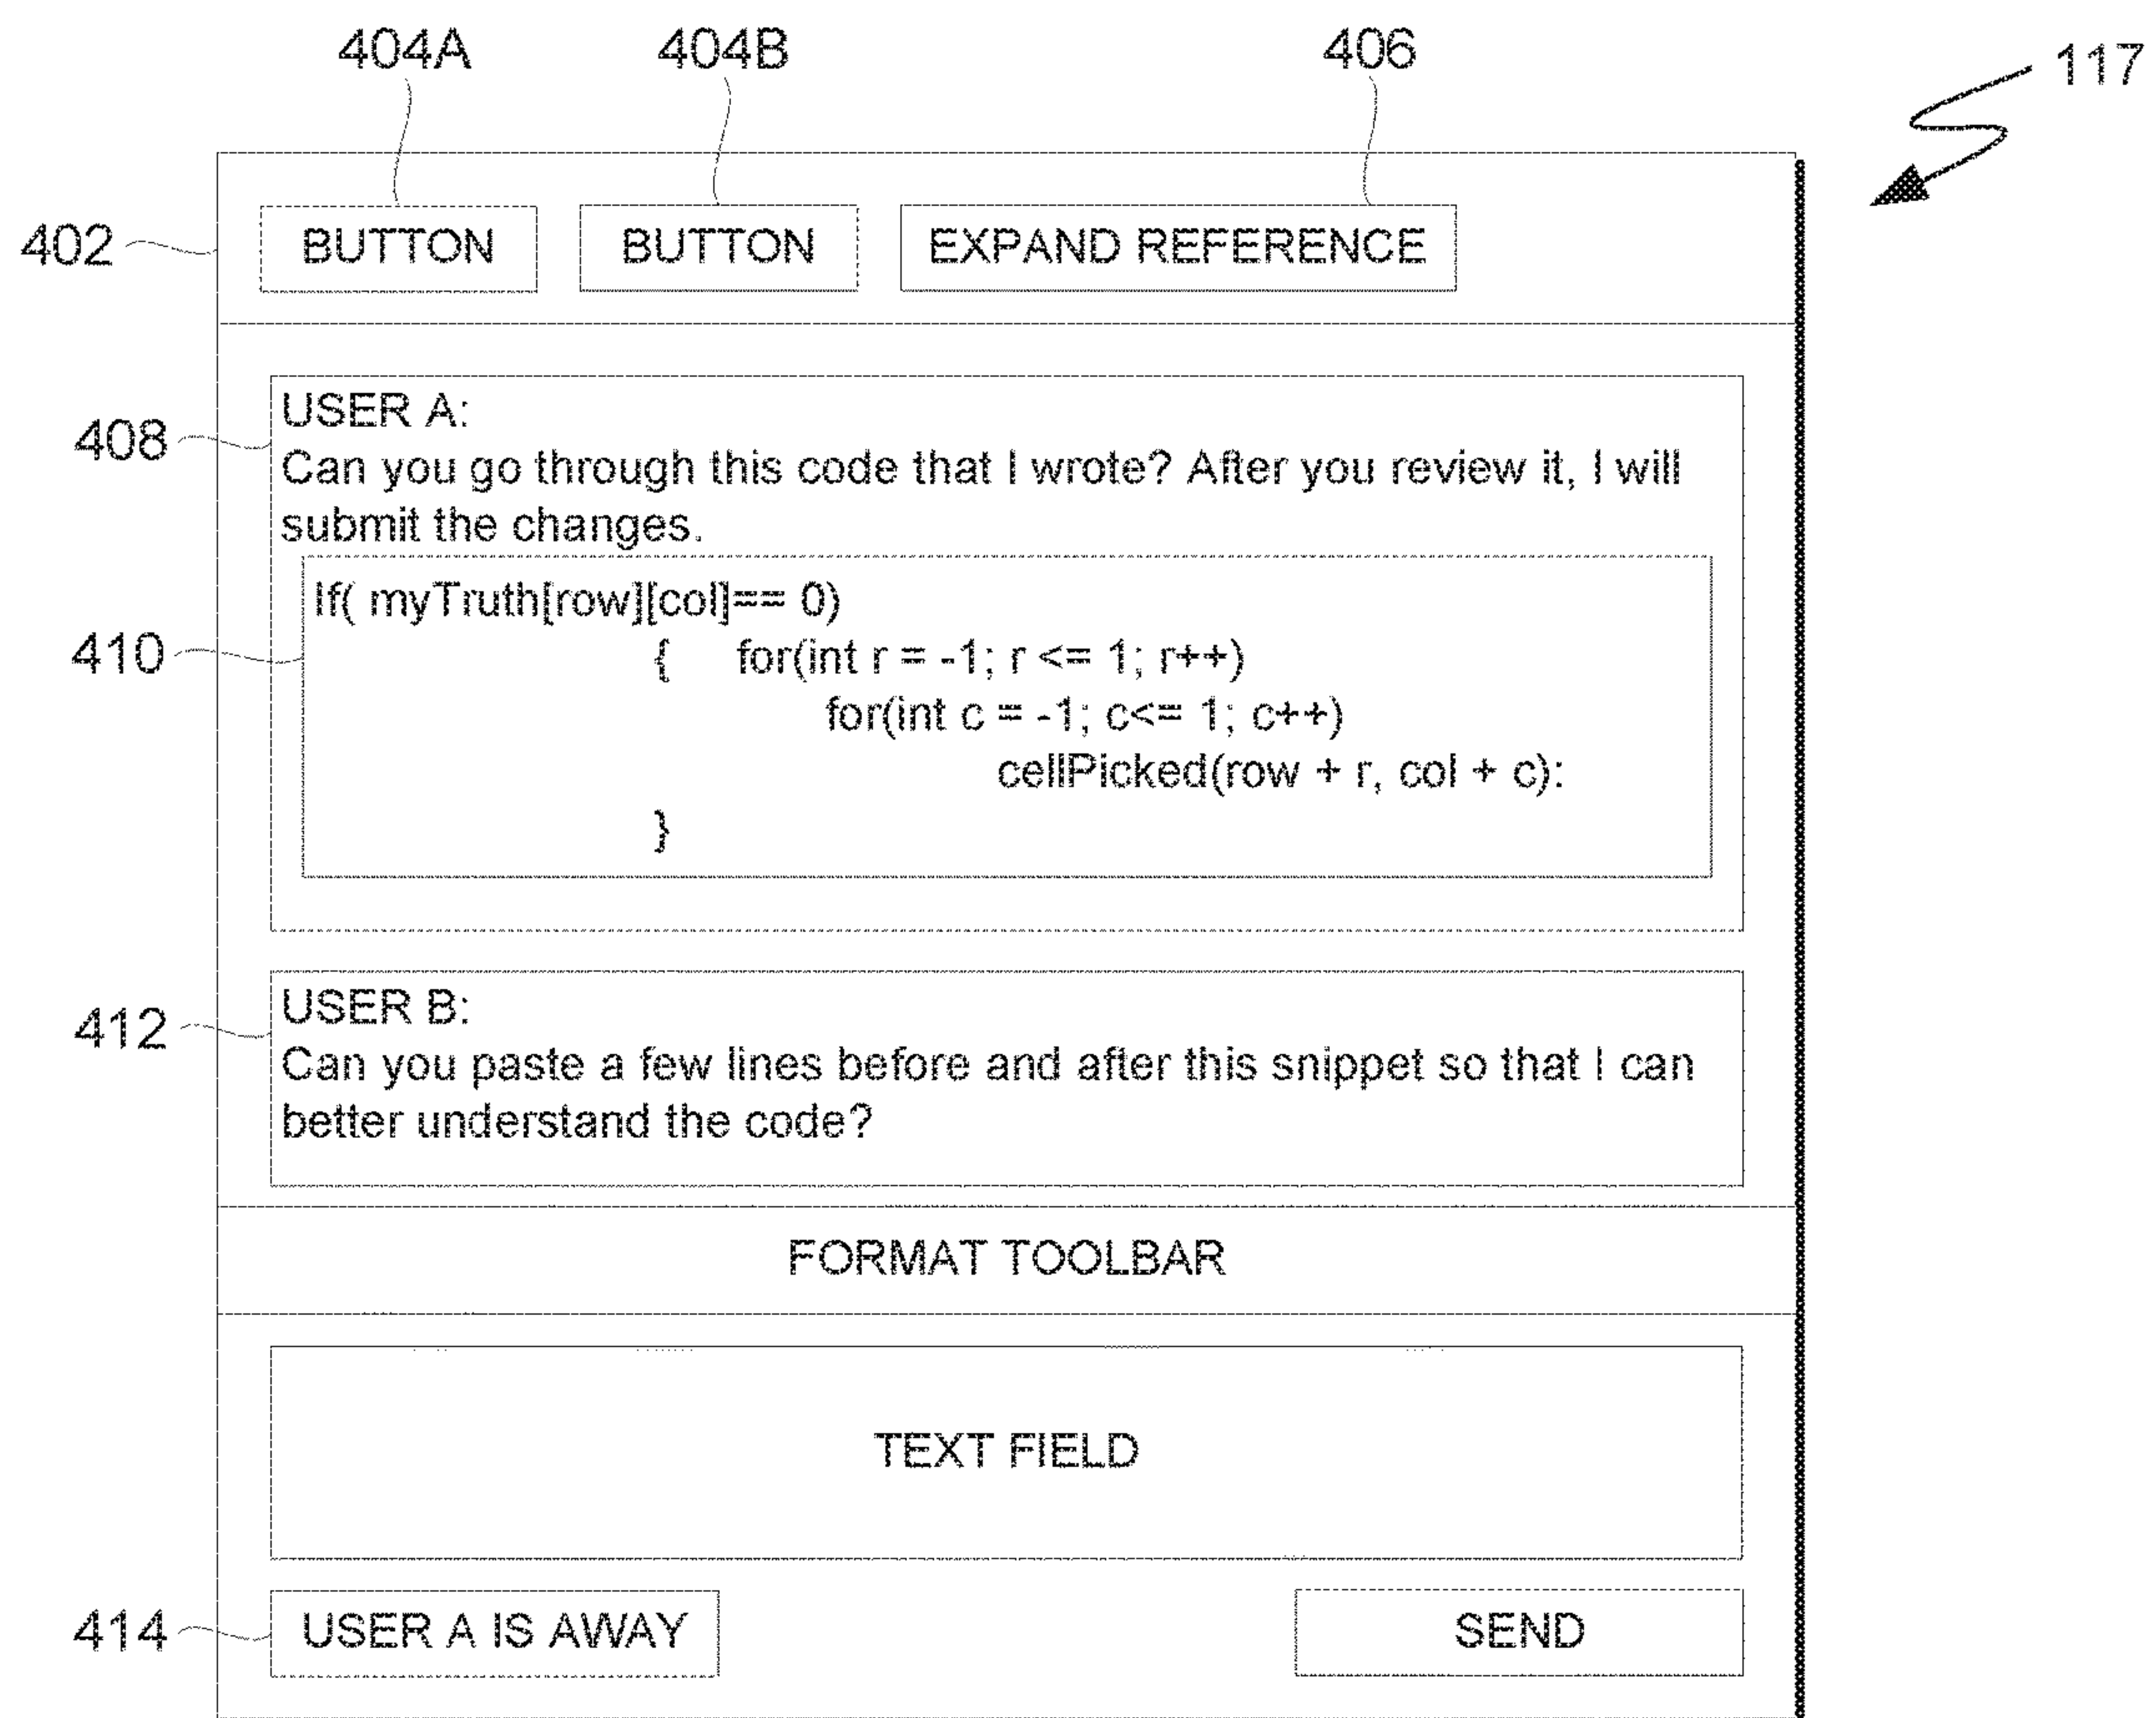 404A 404B 406 117
402 BUTTON BUTTON EXPAND REFERENCE
USER A:
408 Can you go through this code that I wrote? After you review it, I will
submit the changes.
If( myTruth[row][col]== 0)
410 { for(int r = -1; r <= 1; r++)
for(int c = -1; c<= 1; c++)
cellPicked(row + r, col + c):
}
USER B:
412 Can you paste a few lines before and after this snippet so that I can
better understand the code?
FORMAT TOOLBAR
TEXT FIELD
414 USER A IS AWAY SEND